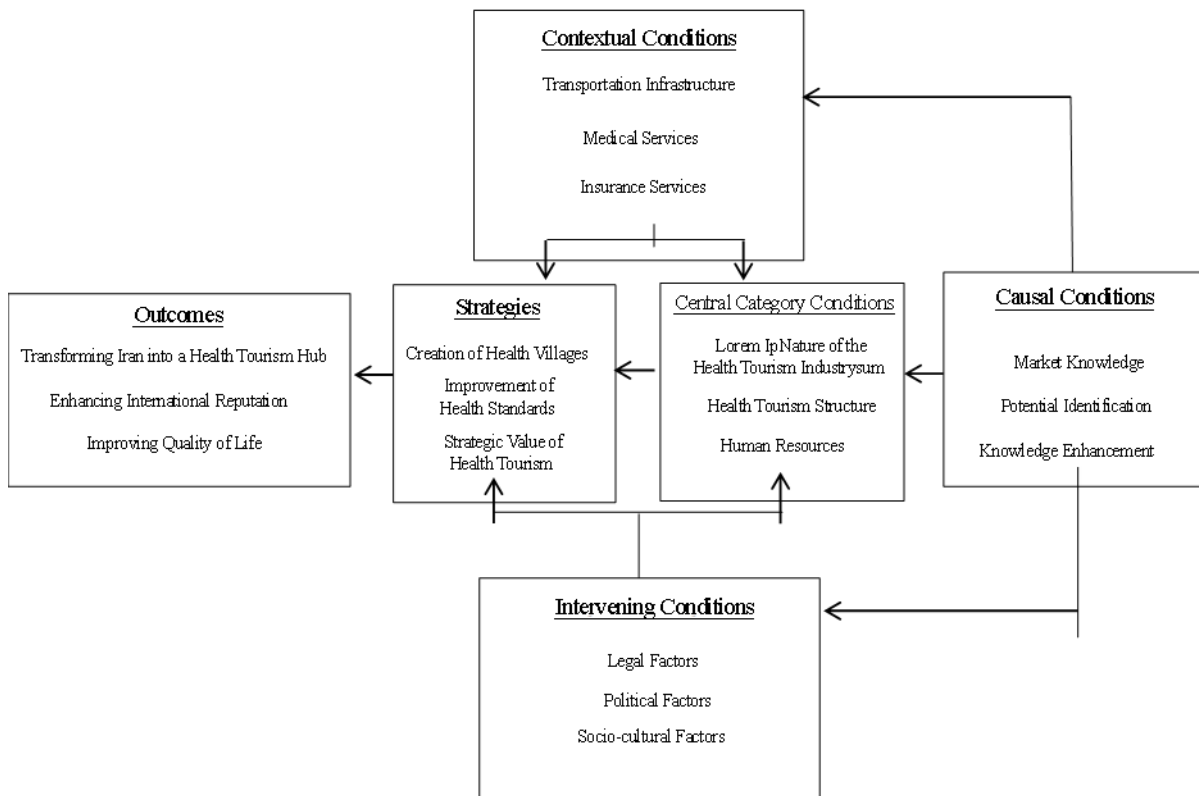 Contextual Conditions
Transportation Infrastructure
Medical Services
Insurance Services
Outcomes
Transforming Iran into a Health Tourism Hub
Enhancing International Reputation
Improving Quality of Life
Strategies
Creation of Health Villages
Improvement of
Health Standards
Strategic Value of
Health Tourism
Central Category Conditions
Lorem Ip Nature of the
Health Tourism Industrysum
Health Tourism Structure
Human Resources
Causal Conditions
Market Knowledge
Potential Identification
Knowledge Enhancement
Intervening Conditions
Legal Factors
Political Factors
Socio-cultural Factors